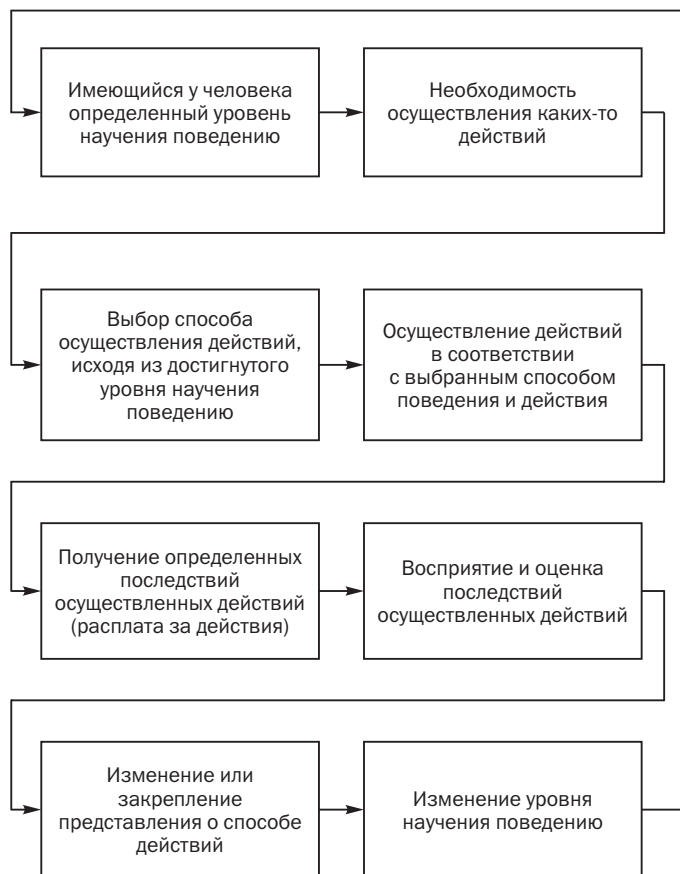 Имеющийся у человека
определенный уровень
научения поведению
Необходимость
осуществления каких-то
действий
Выбор способа
осуществления действий,
исходя из достигнутого
уровня научения
поведению
Осуществление действий
в соответствии
с выбранным способом
поведения и действия
Получение определенных
последствий
осуществленных действий
(расплата за действия)
Восприятие и оценка
последствий
осуществленных действий
Изменение или
закрепление
представления о способе
действий
Изменение уровня
научения поведению